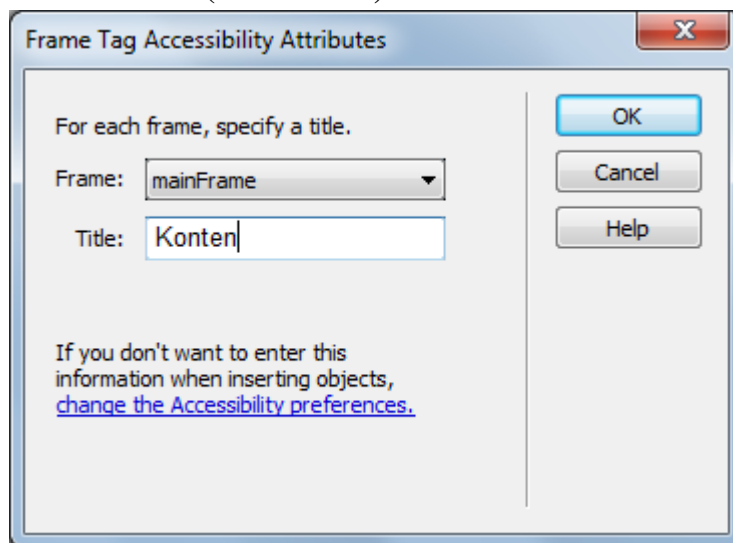 Frame Tag Accessibility Attributes
For each frame, specify a title.
Frame: mainFrame
Title: Konten
If you don't want to enter this
information when inserting objects,
change the Accessibility preferences.
OK
Cancel
Help